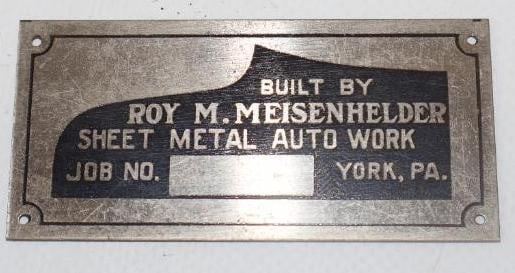 BUILT BY
ROY M. MEISENHELDER
SHEET METAL AUTO WORK
JOB NO. YORK, PA.